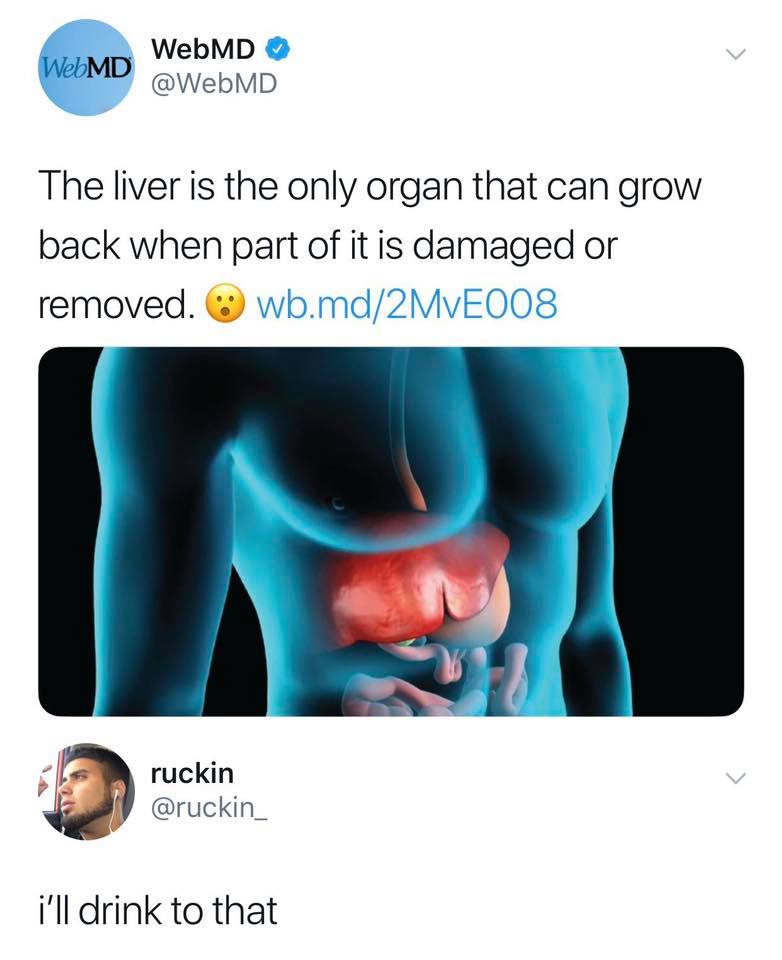 WebMD
WebMD
@WebMD
The liver is the only organ that can grow
back when part of it is damaged or
removed. 😮 wb.md/2MvE008
ruckin
@ruckin_
i'll drink to that